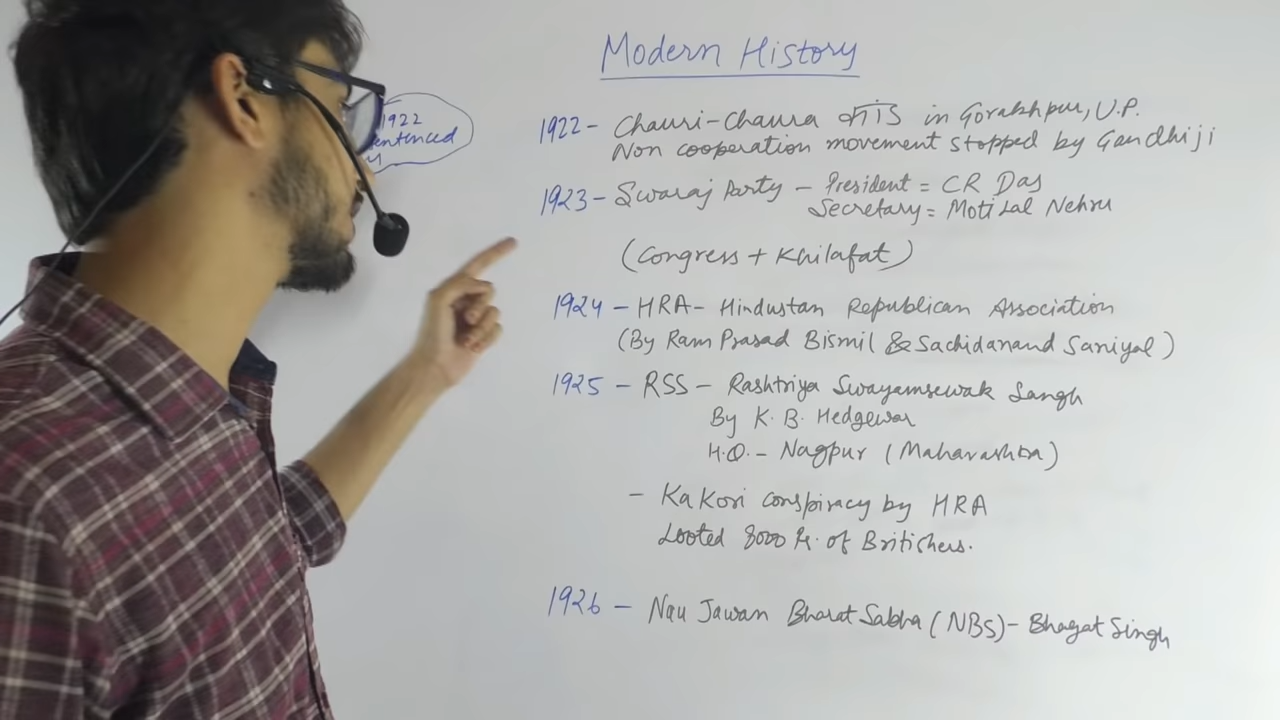 Modern History
1922
sentenced
1922 - Chauri-Chaura कांड in Gorakhpur, U.P.
Non cooperation movement stopped by Gandhiji
1923 - Swaraj Party - President = CR Das
Secretary = Motilal Nehru
(Congress + Khilafat)
1924 - HRA - Hindustan Republican Association
(By Ram Prasad Bismil & Sachidanand Saniyal)
1925 - RSS - Rashtriya Swayamsewak Sangh
By K. B. Hedgewar
H.Q. - Nagpur (Maharashtra)
- Kakori conspiracy by HRA
Looted 8000 Rs. of Britishers.
1926 - Nau Jawan Bharat Sabha (NBS) - Bhagat Singh